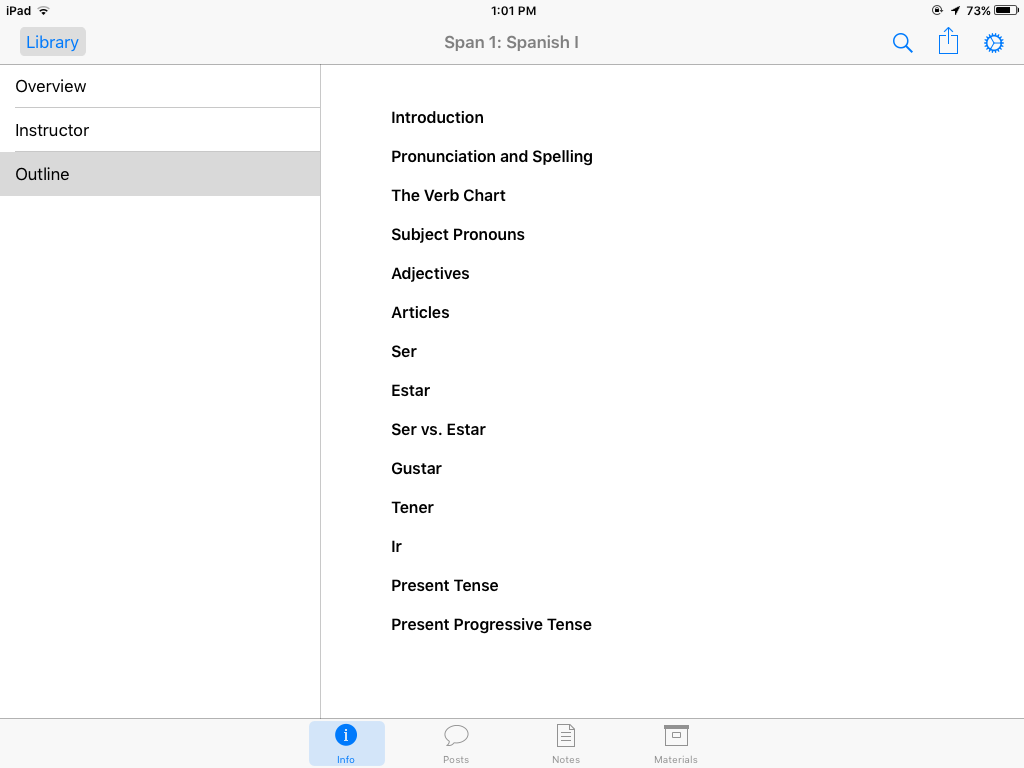 iPad 1:01 PM 73%
Library Span 1: Spanish I
Overview
Instructor
Outline
Introduction
Pronunciation and Spelling
The Verb Chart
Subject Pronouns
Adjectives
Articles
Ser
Estar
Ser vs. Estar
Gustar
Tener
Ir
Present Tense
Present Progressive Tense
Info Posts Notes Materials